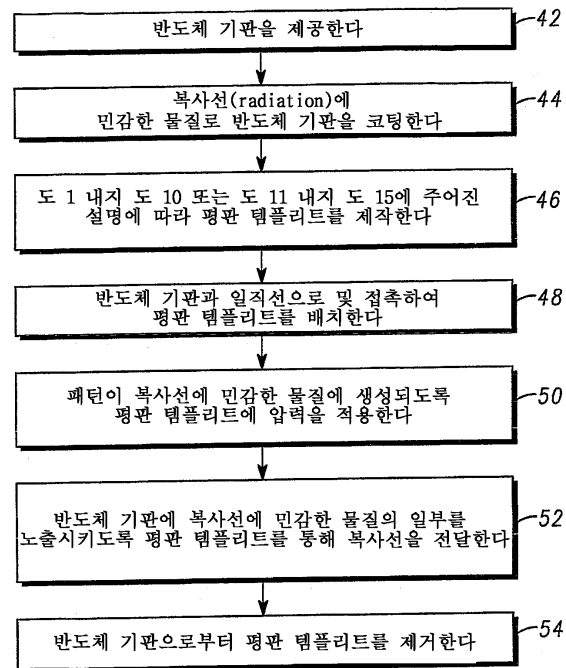 반도체 기판을 제공한다
42
복사선(radiation)에
민감한 물질로 반도체 기판을 코팅한다
44
도 1 내지 도 10 또는 도 11 내지 도 15에 주어진
설명에 따라 평판 템플리트를 제작한다
46
반도체 기판과 일직선으로 및 접촉하여
평판 템플리트를 배치한다
48
패턴이 복사선에 민감한 물질에 생성되도록
평판 템플리트에 압력을 적용한다
50
반도체 기판에 복사선에 민감한 물질의 일부를
노출시키도록 평판 템플리트를 통해 복사선을 전달한다
52
반도체 기판으로부터 평판 템플리트를 제거한다
54